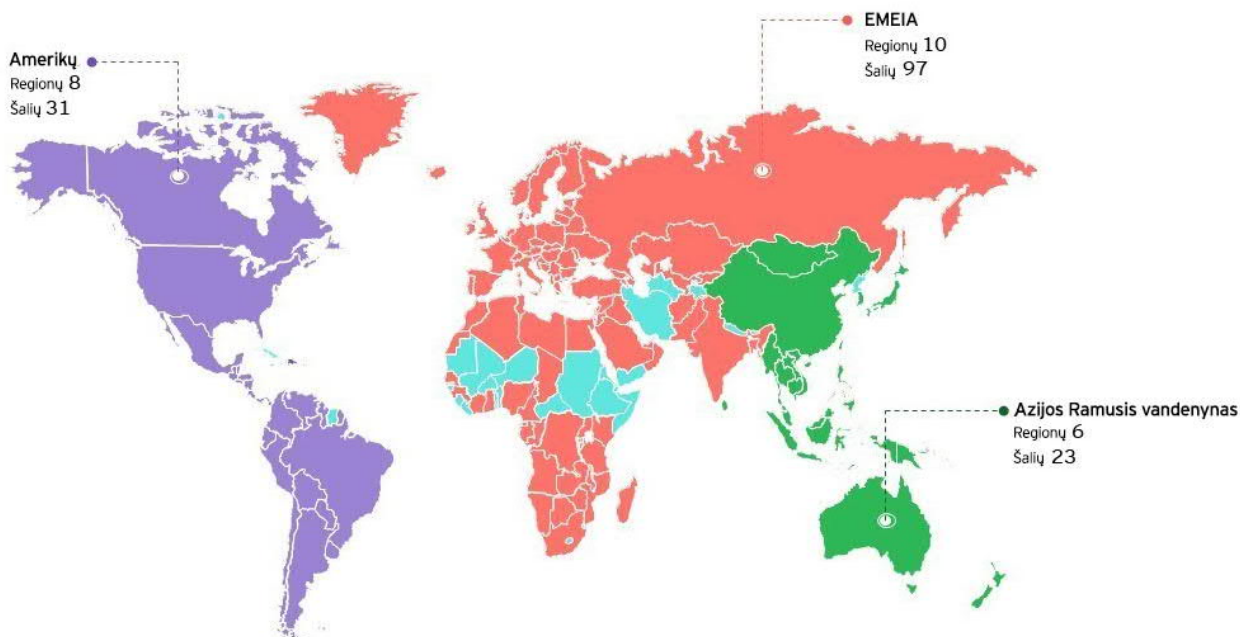 Amerikų
Regionų 8
Šalių 31
EMEIA
Regionų 10
Šalių 97
Azijos Ramusis vandenynas
Regionų 6
Šalių 23